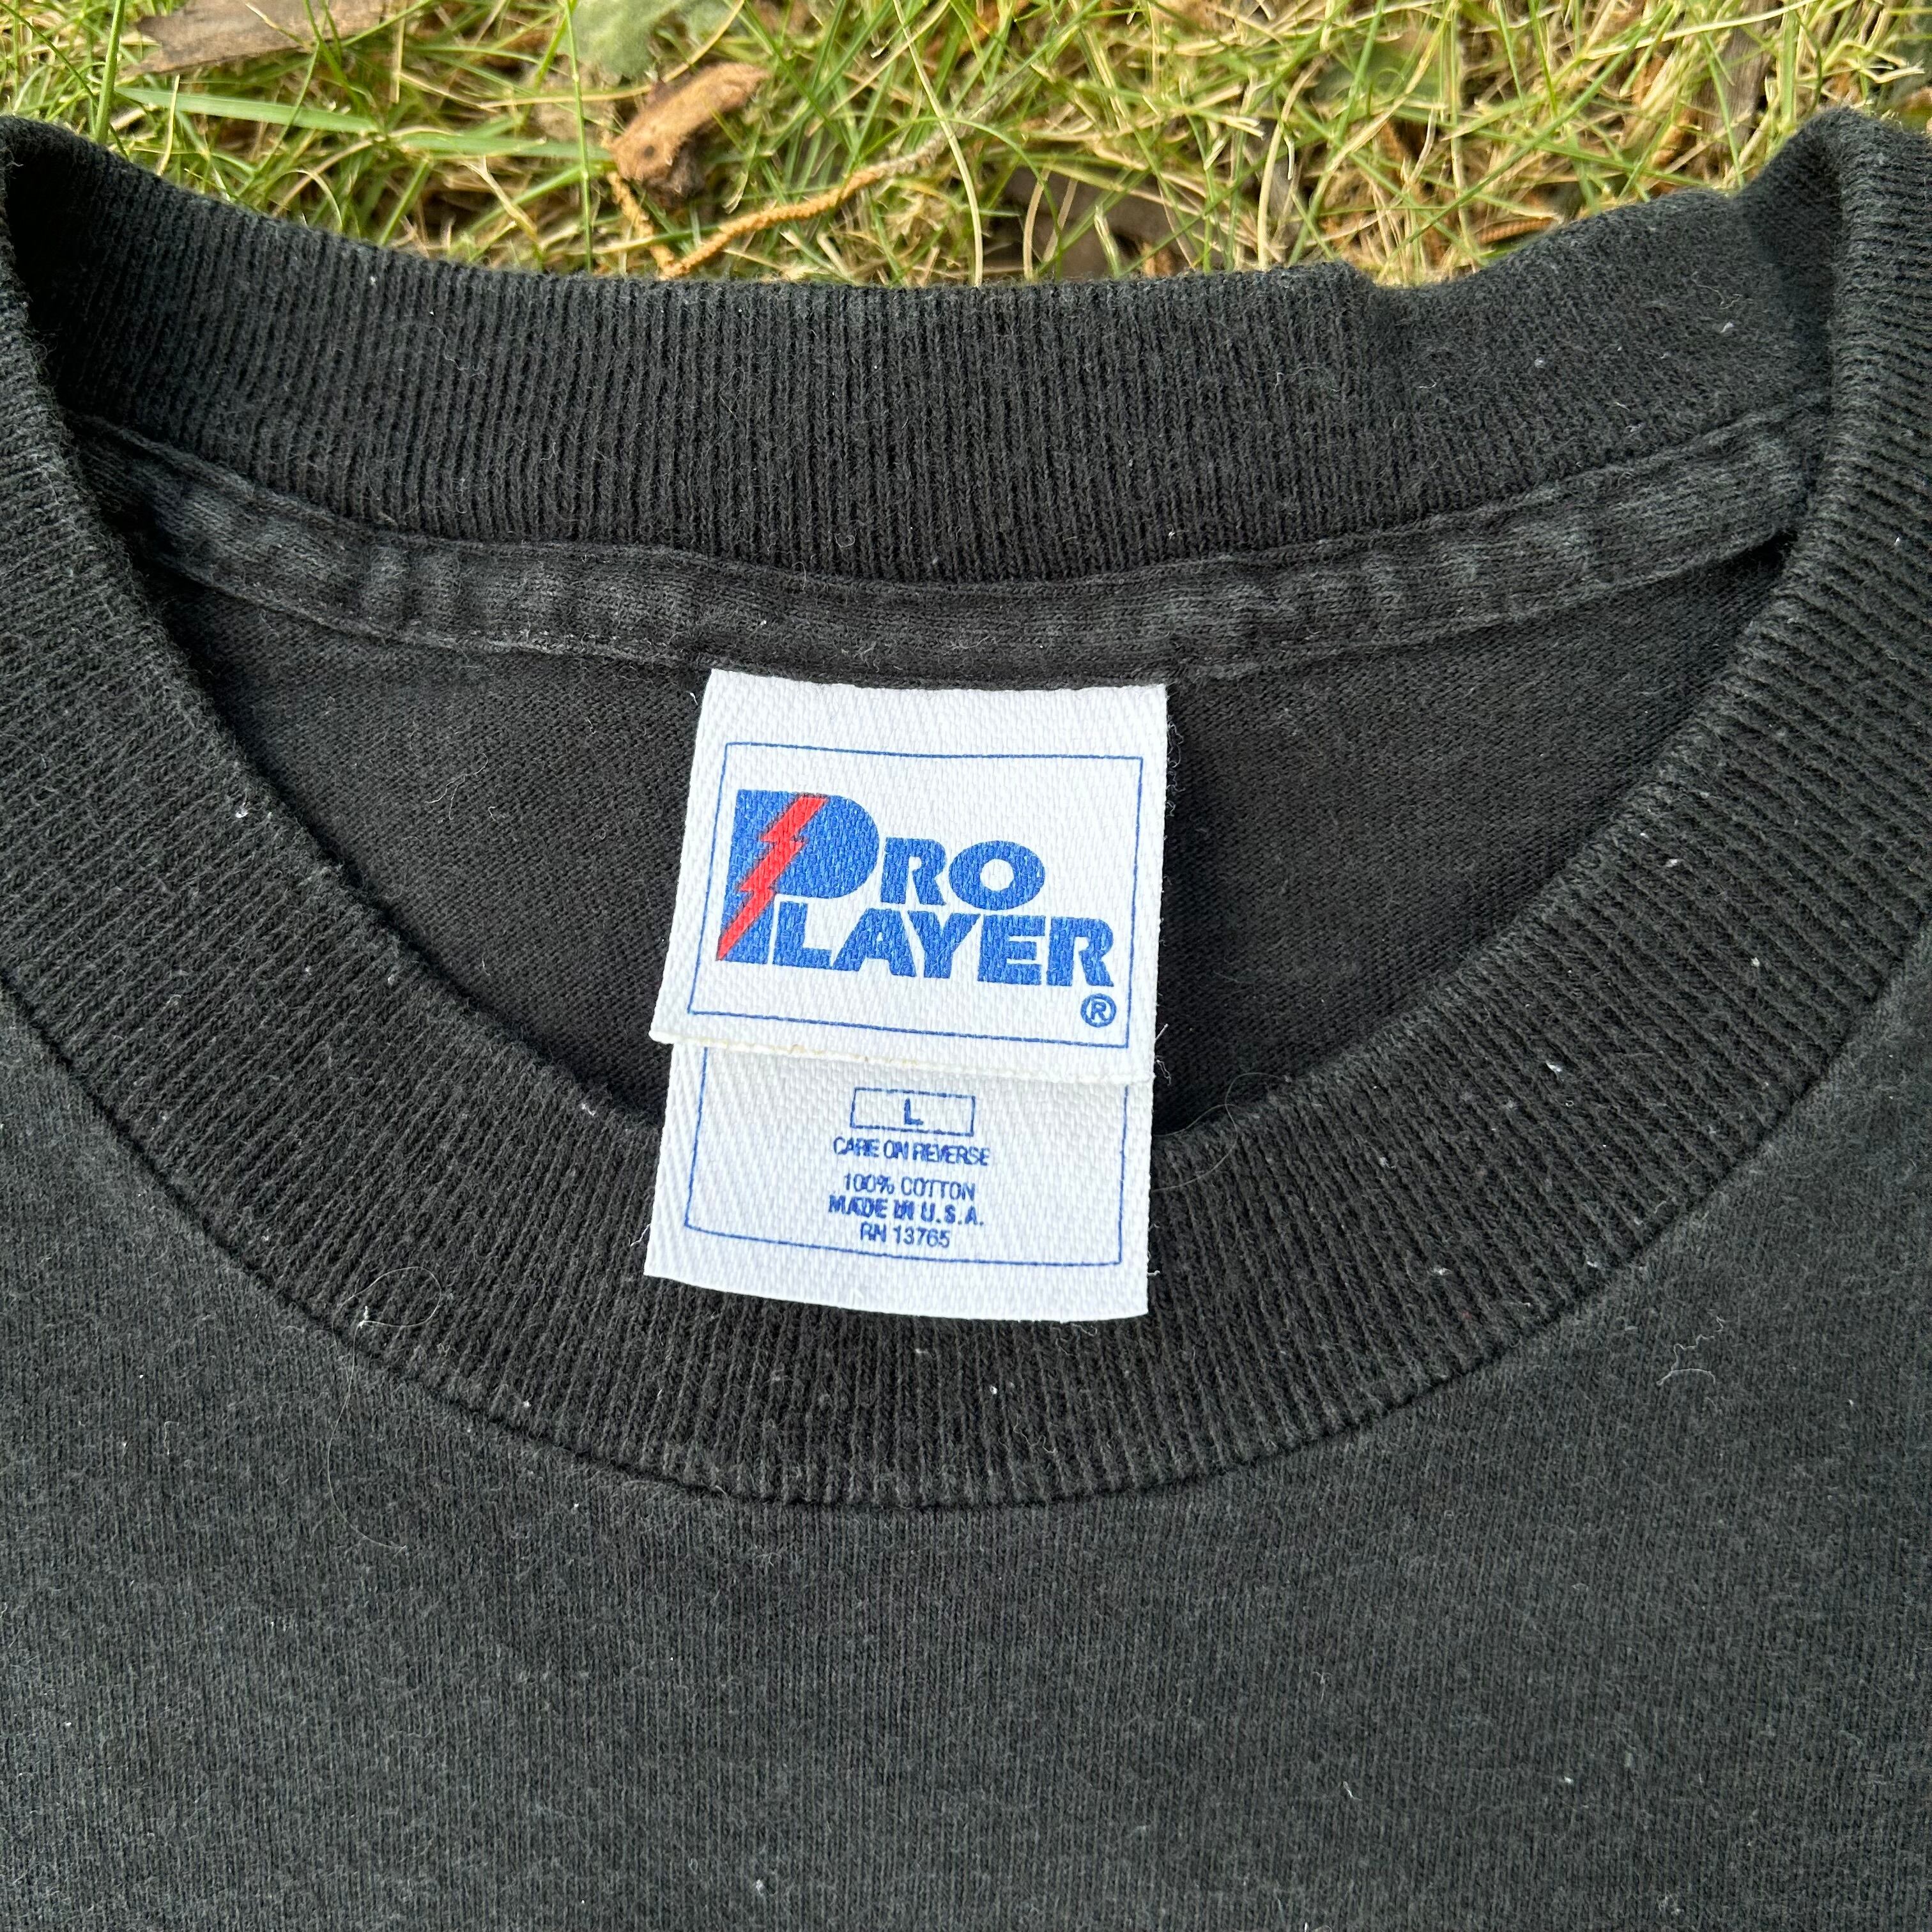 PRO
PLAYER
®
L
CARE ON REVERSE
100% COTTON
MADE IN U.S.A.
RN 13765